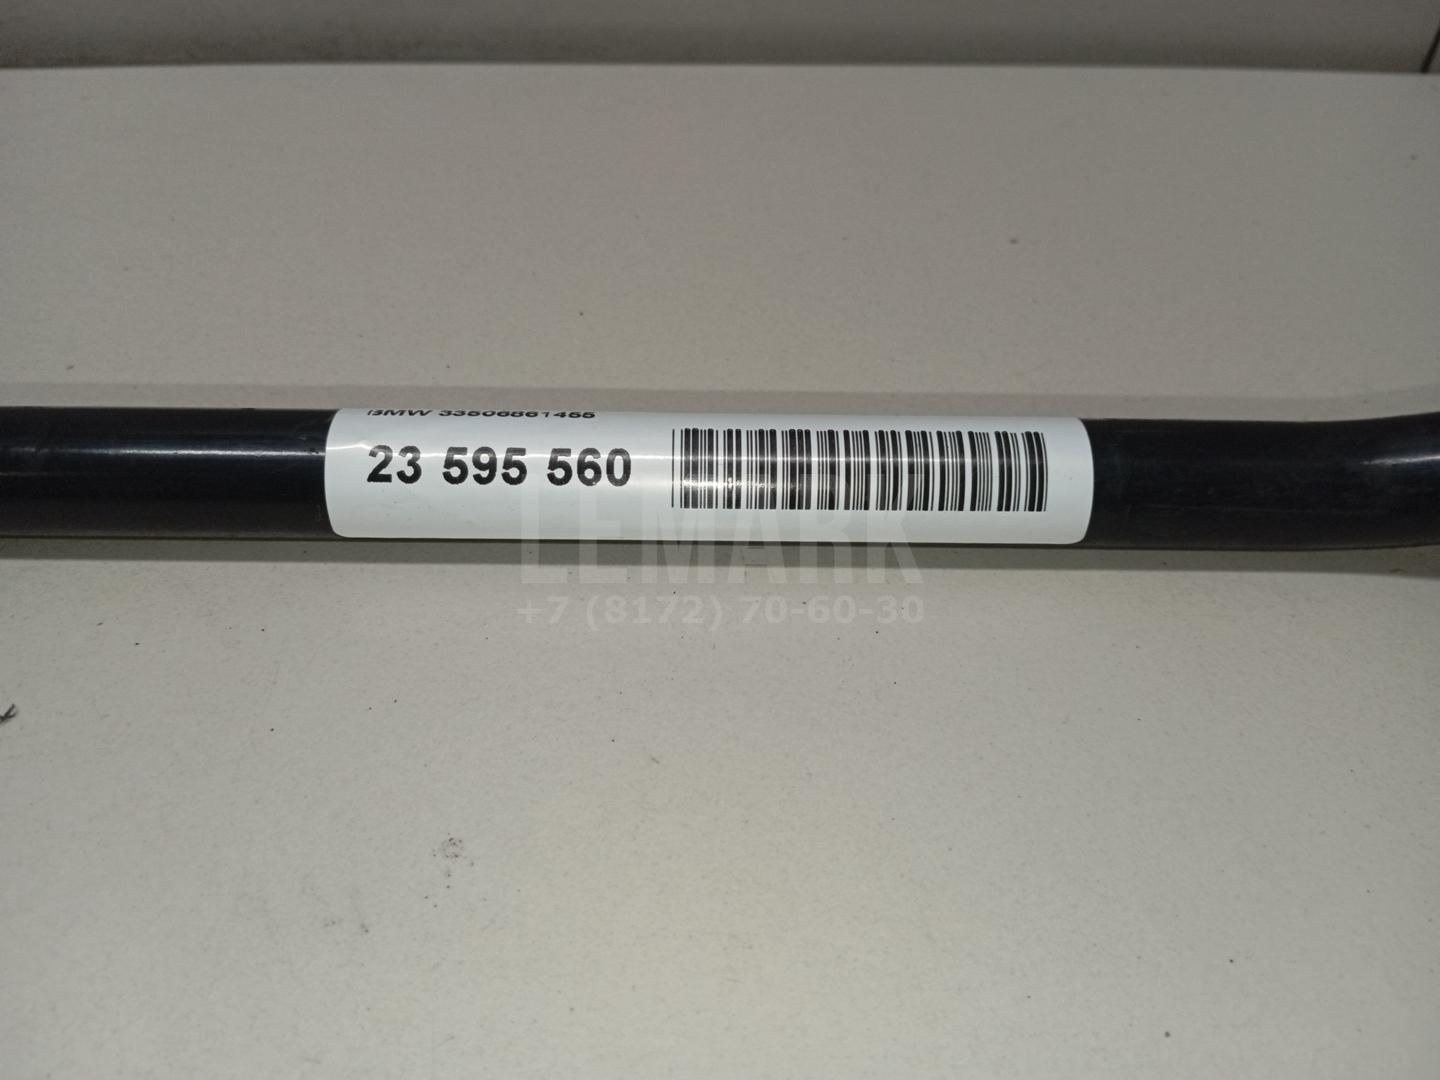 BMW 33506861455
23 595 560
LEMARK
+7 (8172) 70-60-30